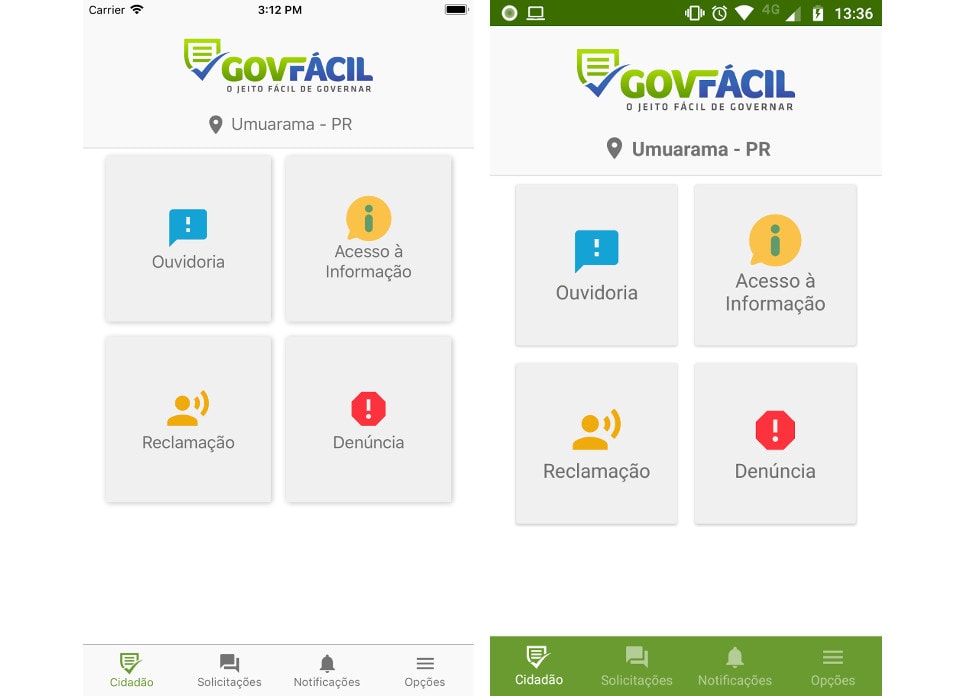 Carrier
3:12 PM
GOVFÁCIL
O JEITO FÁCIL DE GOVERNAR
Umuarama - PR
Ouvidoria
Acesso à
Informação
Reclamação
Denúncia
Cidadão
Solicitações
Notificações
Opções
4G
13:36
GOVFÁCIL
O JEITO FÁCIL DE GOVERNAR
Umuarama - PR
Ouvidoria
Acesso à
Informação
Reclamação
Denúncia
Cidadão
Solicitações
Notificações
Opções